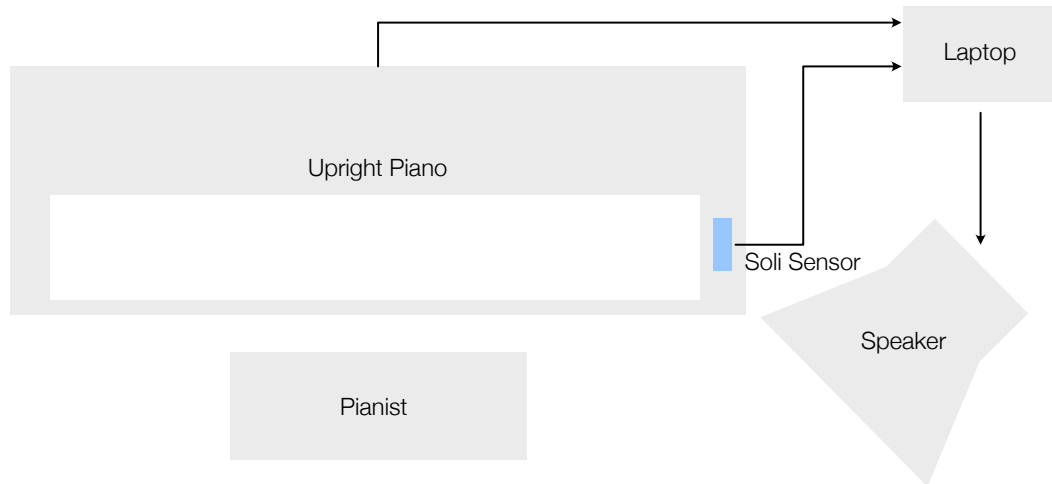 Laptop
Upright Piano
Soli Sensor
Speaker
Pianist